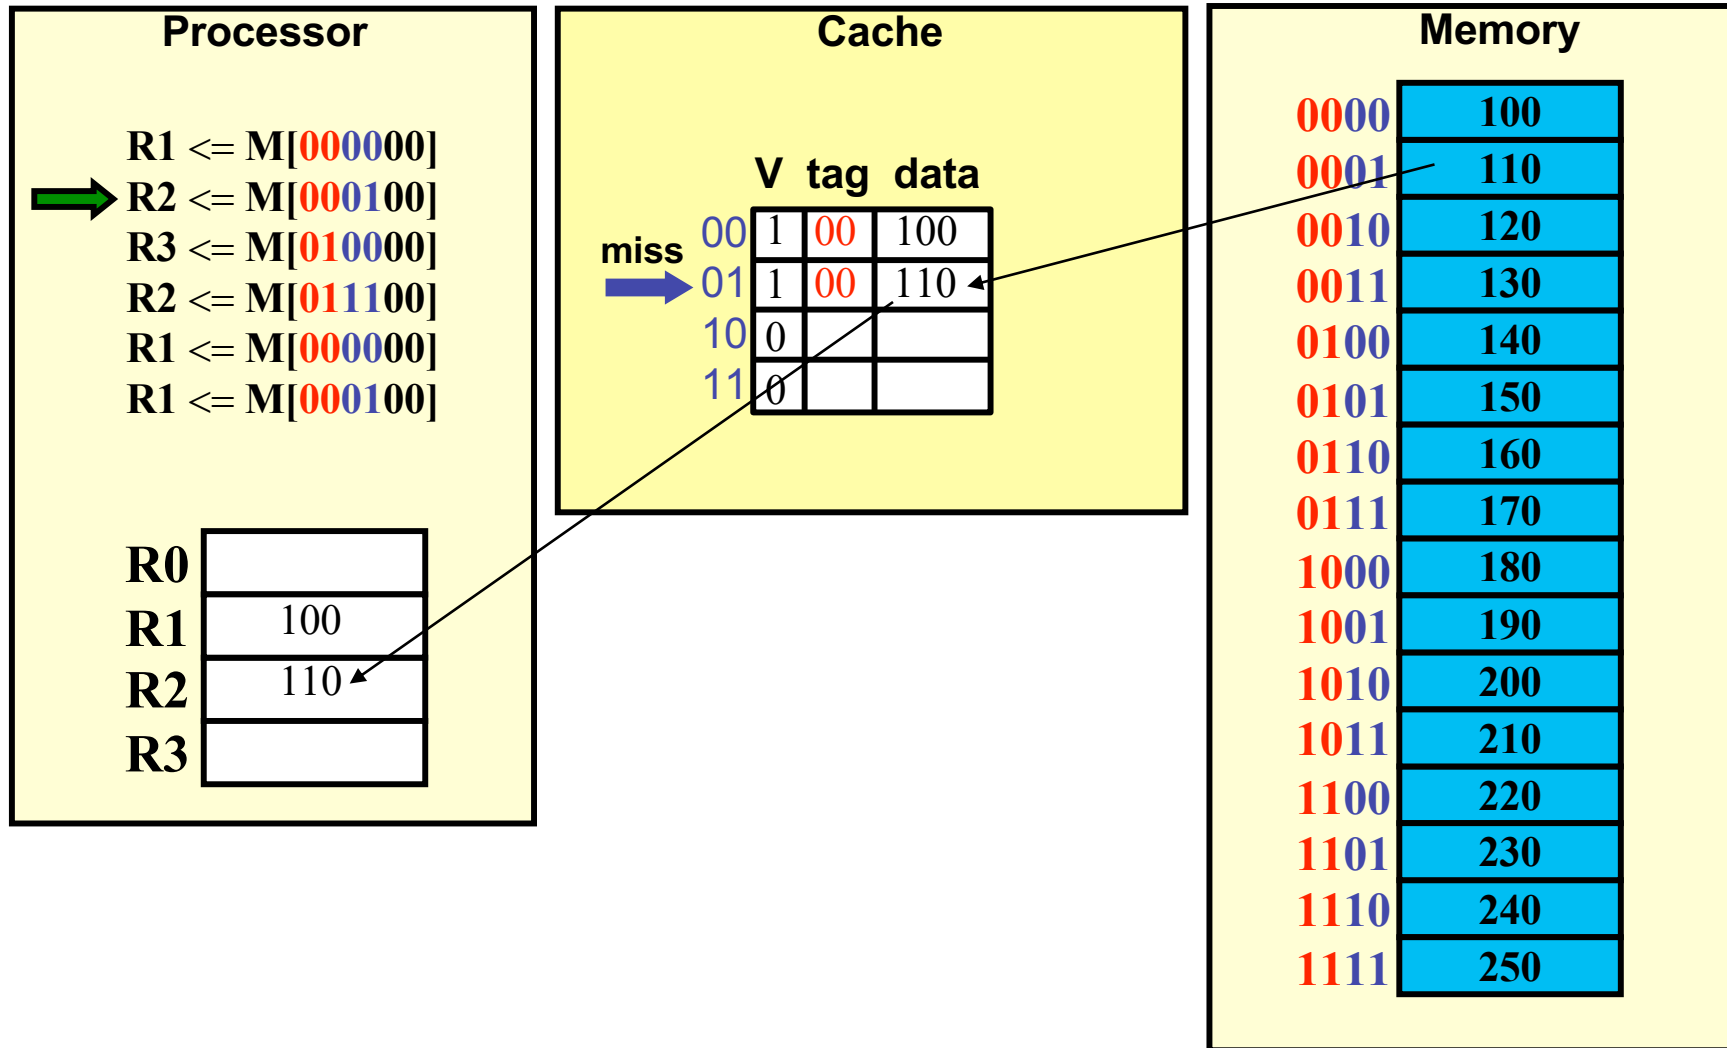 Processor
R1 <= M[000000]
R2 <= M[000100]
R3 <= M[010000]
R2 <= M[011100]
R1 <= M[000000]
R1 <= M[000100]
R0
R1 100
R2 110
R3
Cache
V tag data
00 1 00 100
miss
01 1 00 110
10 0
11 0
Memory
0000 100
0001 110
0010 120
0011 130
0100 140
0101 150
0110 160
0111 170
1000 180
1001 190
1010 200
1011 210
1100 220
1101 230
1110 240
1111 250